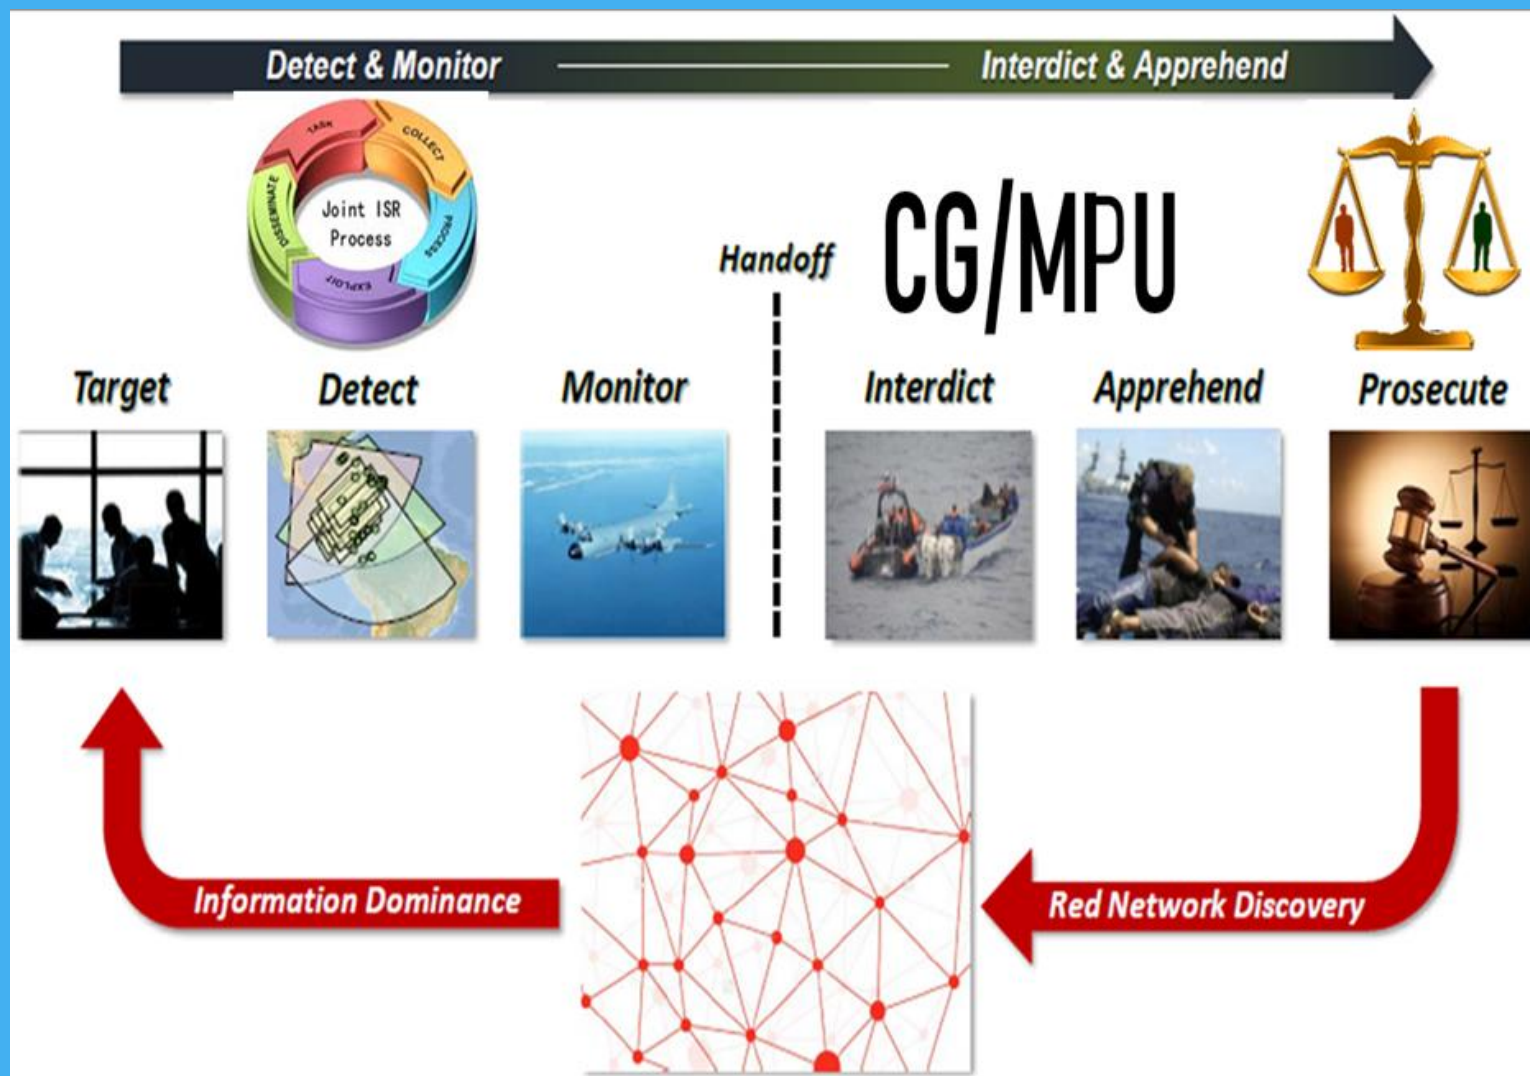 Detect & Monitor
Interdict & Apprehend
TASK
COLLECT
PROCESS
EXPLOIT
DISSEMINATE
Joint ISR
Process
Handoff
CG/MPU
Target
Detect
Monitor
Interdict
Apprehend
Prosecute
Information Dominance
Red Network Discovery